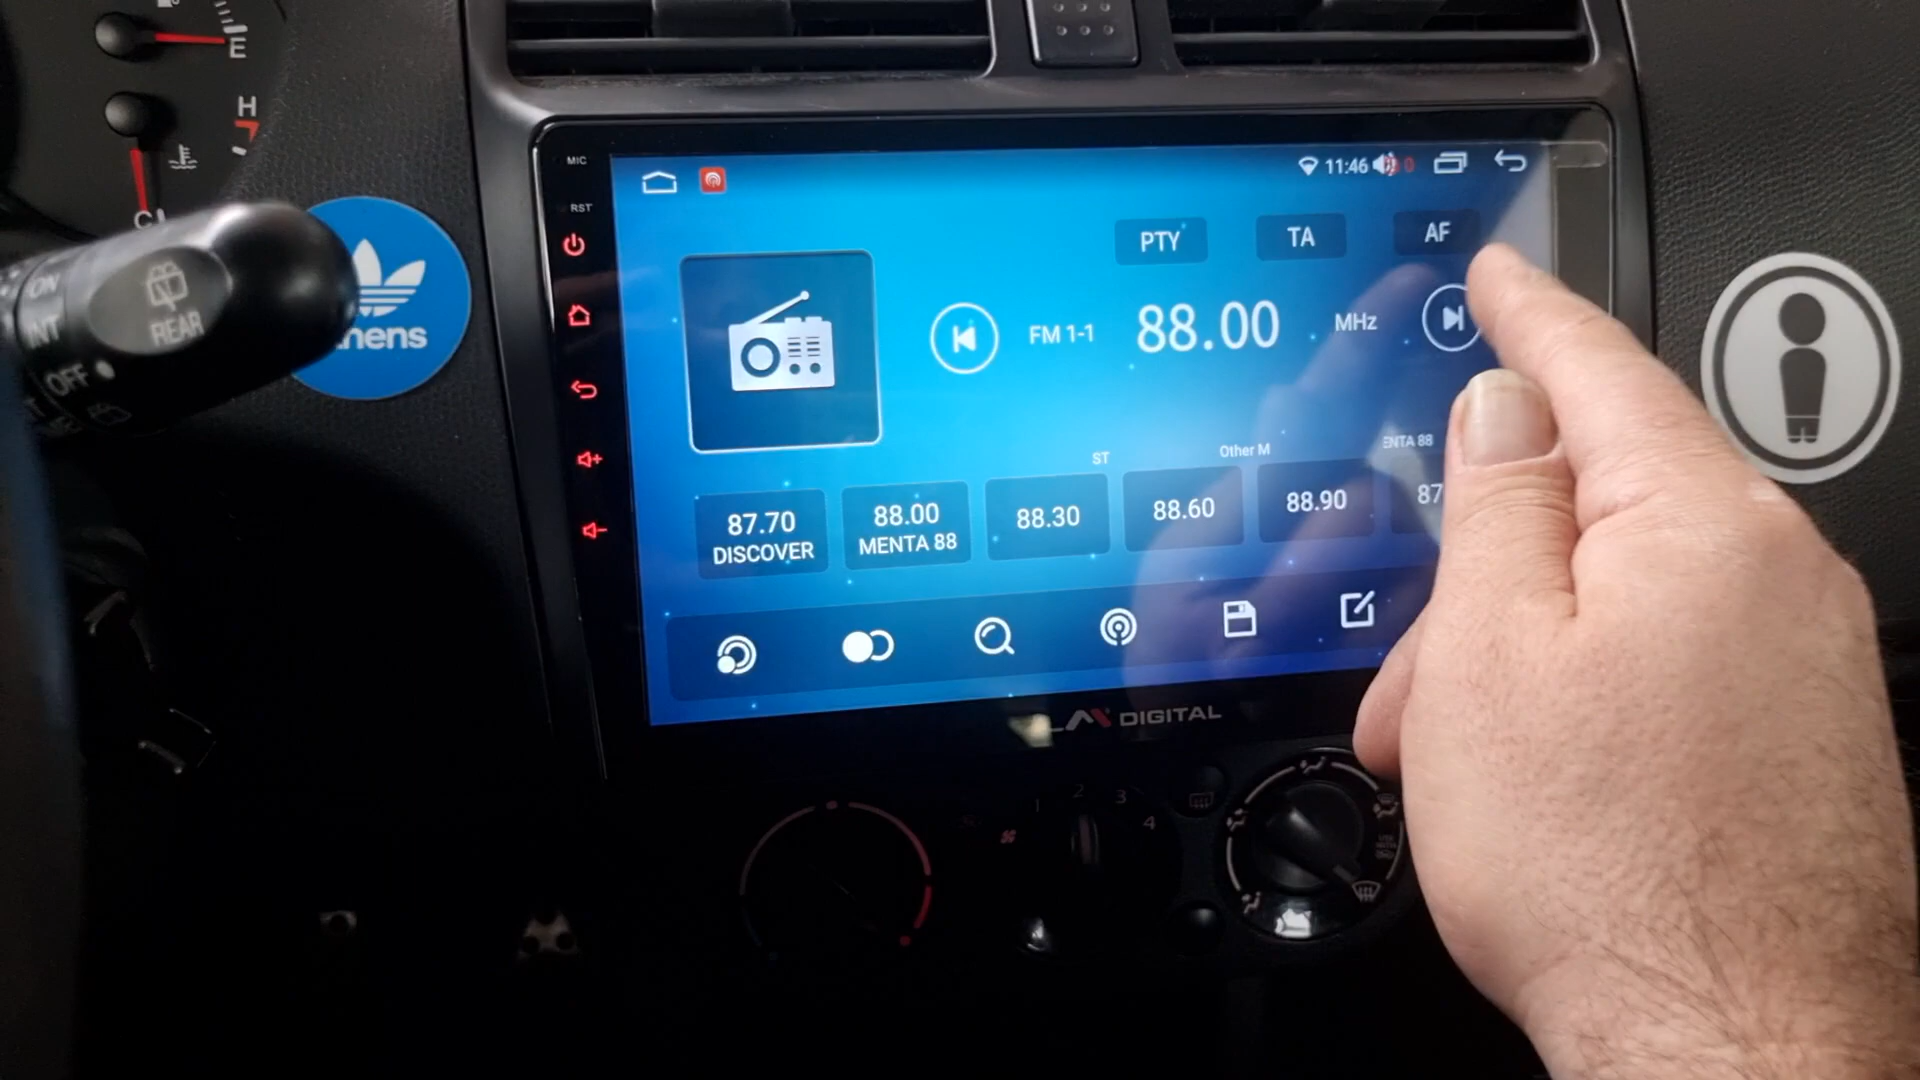 E
H
C
ON
INT
OFF
REAR
MIC
RST
11:46
PTY
TA
AF
FM 1-1
88.00
MHz
ST
Other M
ENTA 88
87.70
DISCOVER
88.00
MENTA 88
88.30
88.60
88.90
87
DIGITAL
1
2
3
4